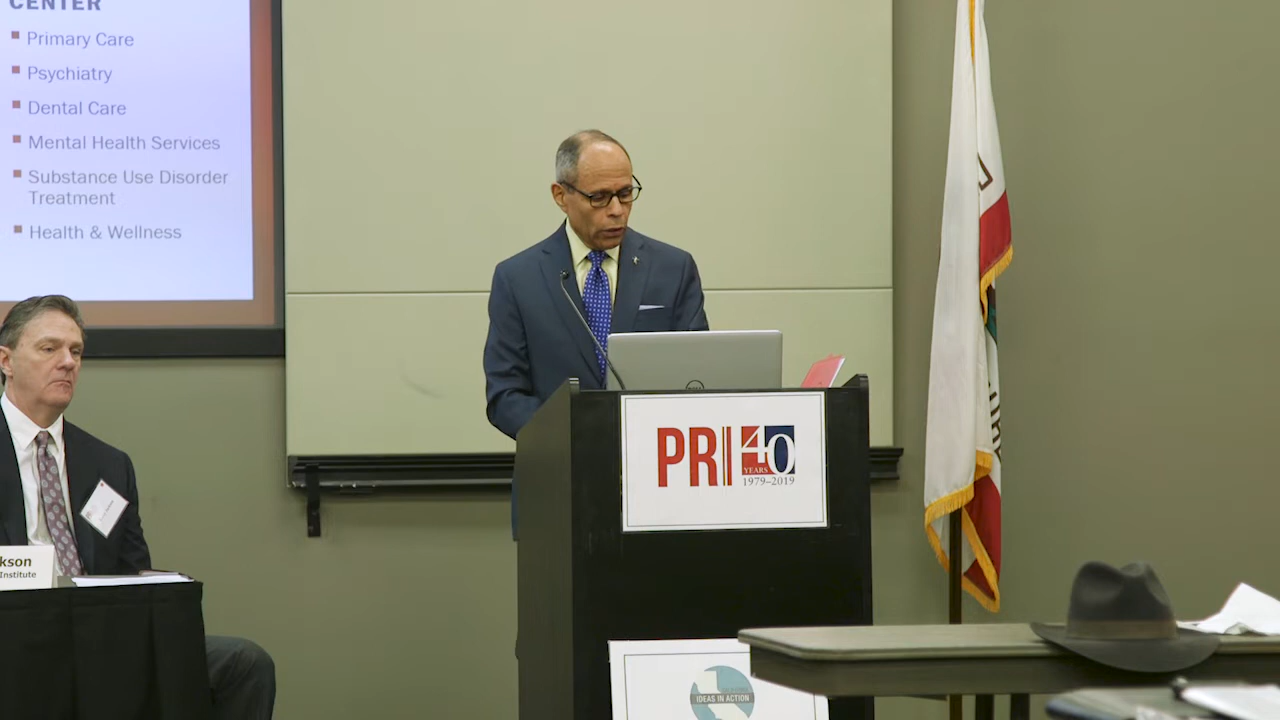 CENTER
Primary Care
Psychiatry
Dental Care
Mental Health Services
Substance Use Disorder
Treatment
Health & Wellness
kson
Institute
DELL
PRI 40
YEARS
1979–2019
IDEAS IN ACTION